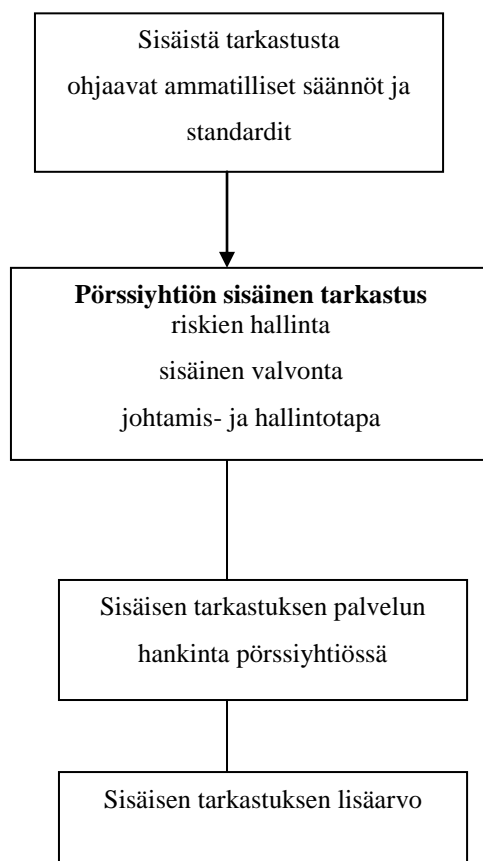 Sisäistä tarkastusta
ohjaavat ammatilliset säännöt ja
standardit
Pörssiyhtiön sisäinen tarkastus
riskien hallinta
sisäinen valvonta
johtamis- ja hallintotapa
Sisäisen tarkastuksen palvelun
hankinta pörssiyhtiössä
Sisäisen tarkastuksen lisäarvo